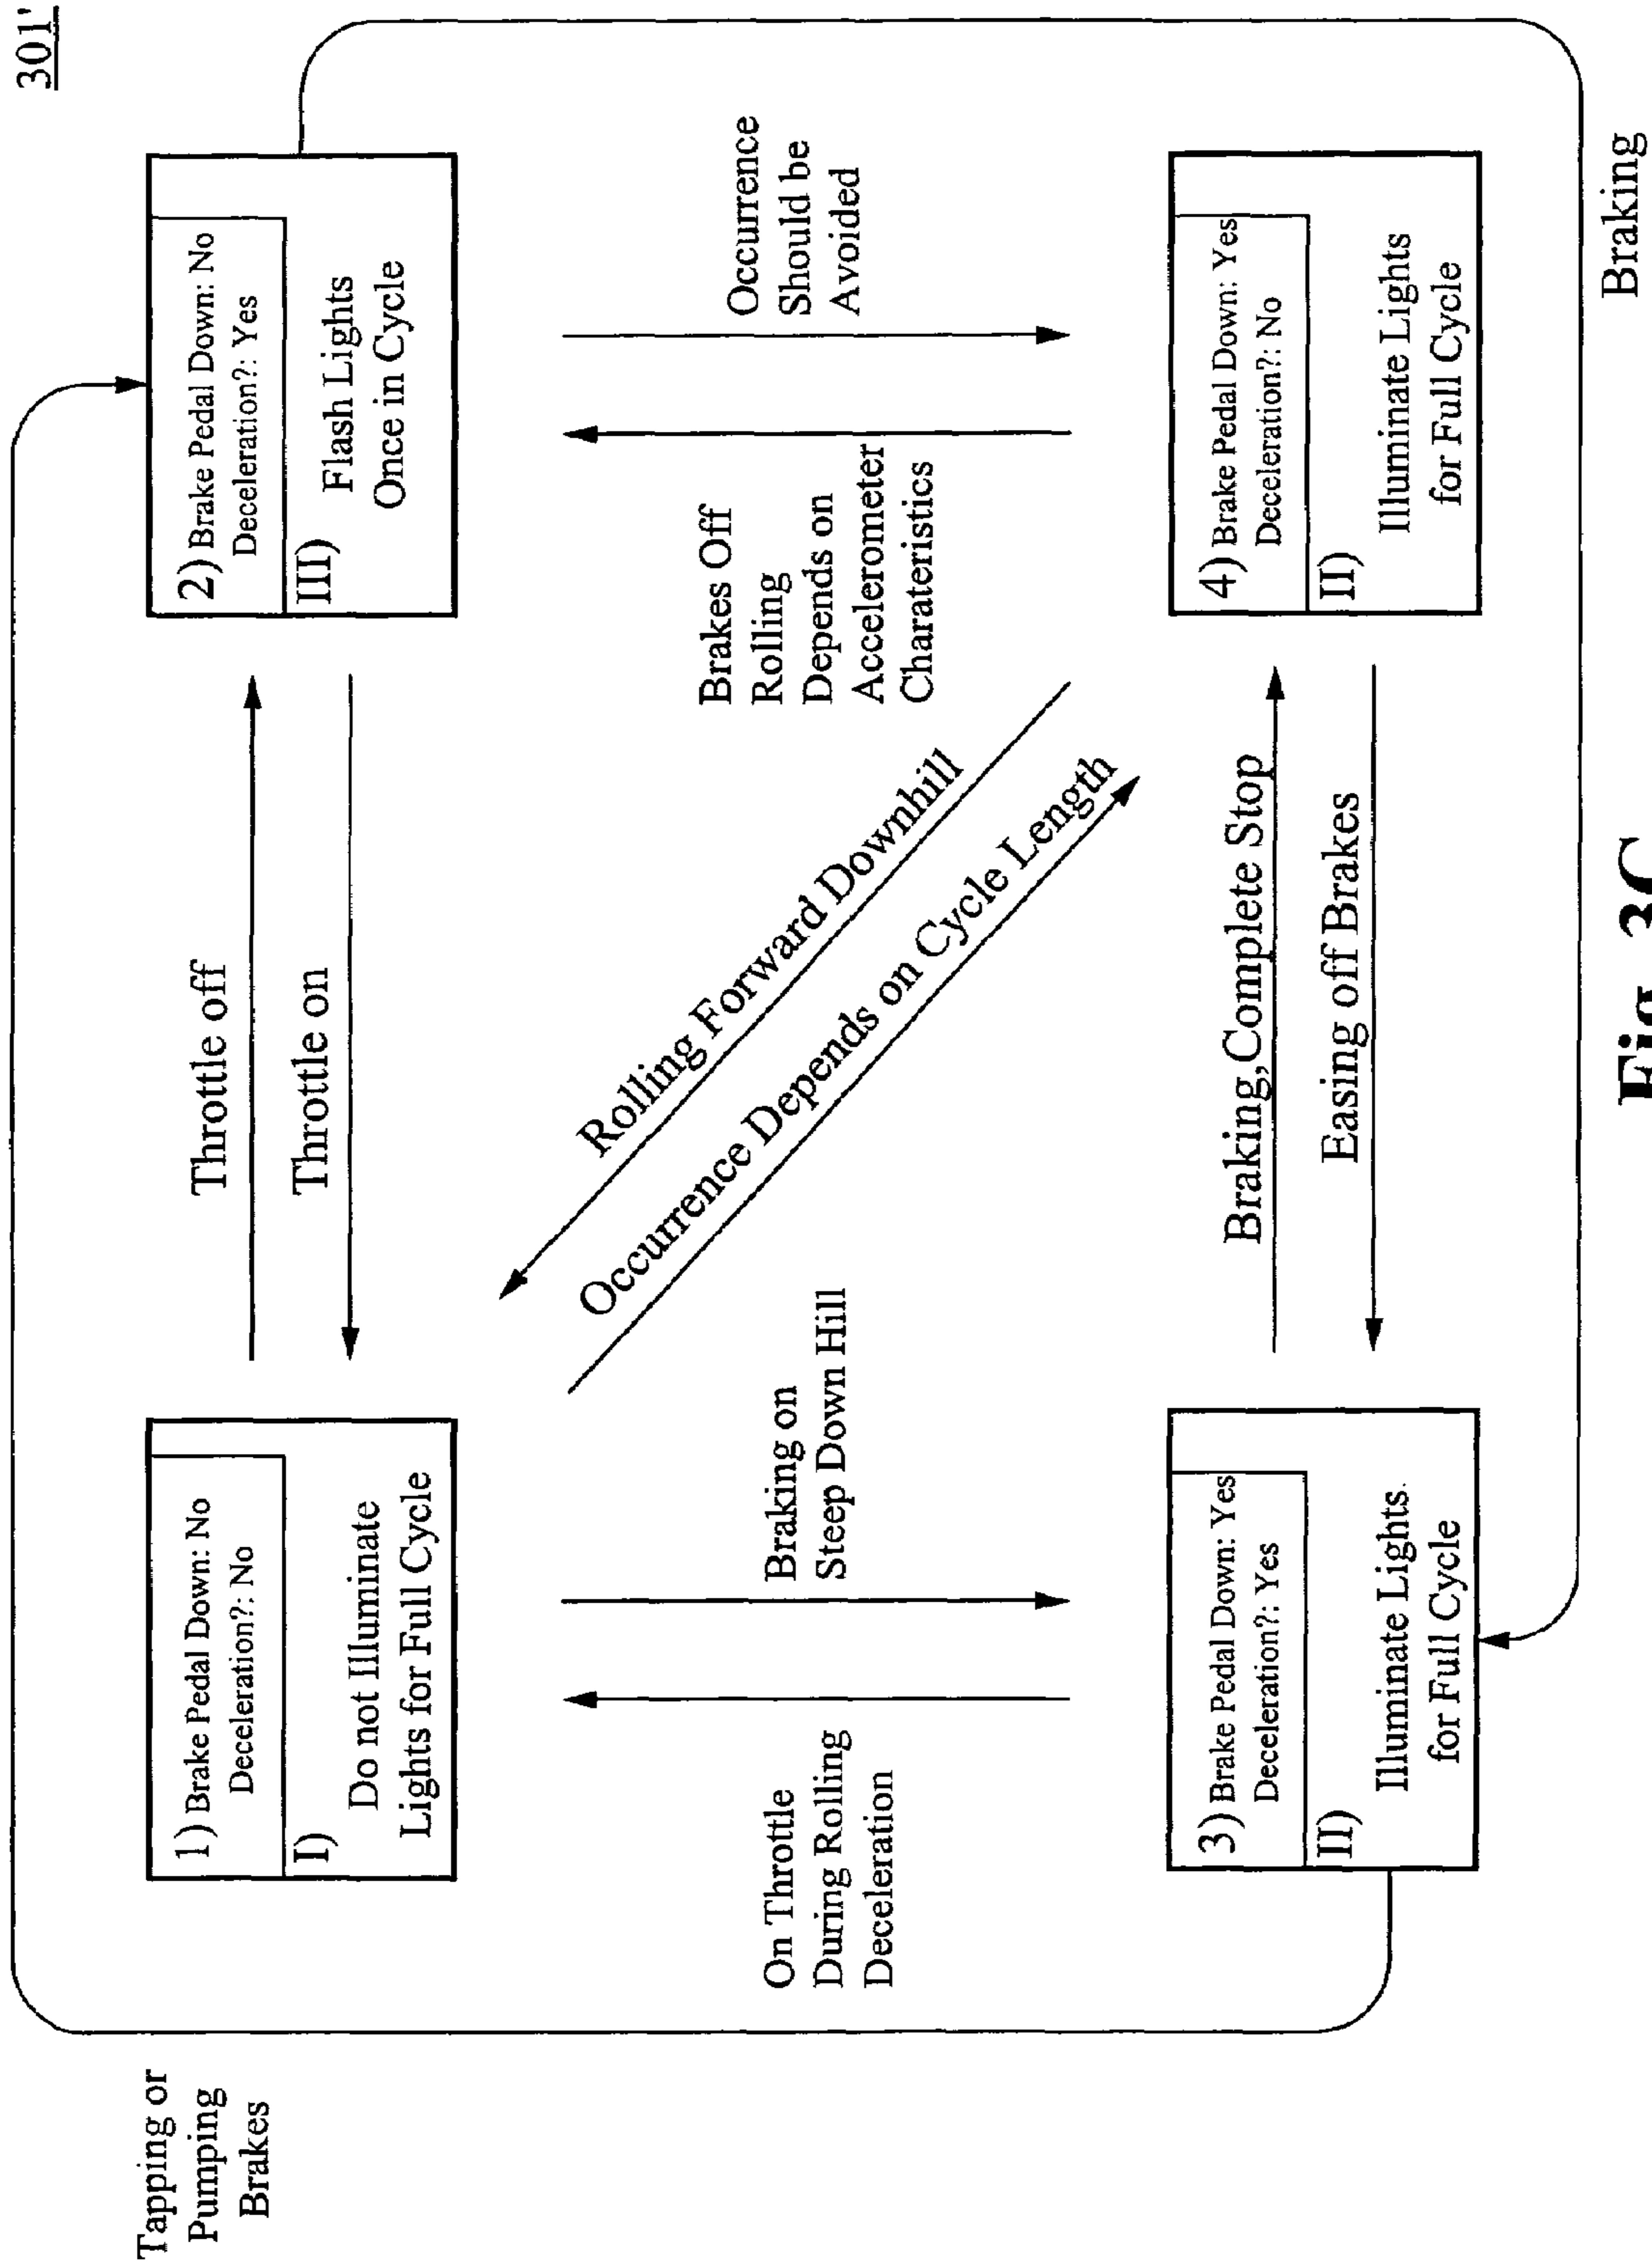 301'
Tapping or
Pumping
Brakes
1) Brake Pedal Down: No
Deceleration?: No
I)
Do not Illuminate
Lights for Full Cycle
Throttle off
Throttle on
2) Brake Pedal Down: No
Deceleration?: Yes
III)
Flash Lights
Once in Cycle
On Throttle
During Rolling
Deceleration
Braking on
Steep Down Hill
Rolling Forward Downhill
Occurrence Depends on Cycle Length
Brakes Off
Rolling
Depends on
Accelerometer
Charateristics
Occurrence
Should be
Avoided
3) Brake Pedal Down: Yes
Deceleration?: Yes
II)
Illuminate Lights
for Full Cycle
Braking,Complete Stop
Easing off Brakes
4) Brake Pedal Down: Yes
Deceleration?: No
II)
Illuminate Lights
for Full Cycle
Braking
Fig. 3C